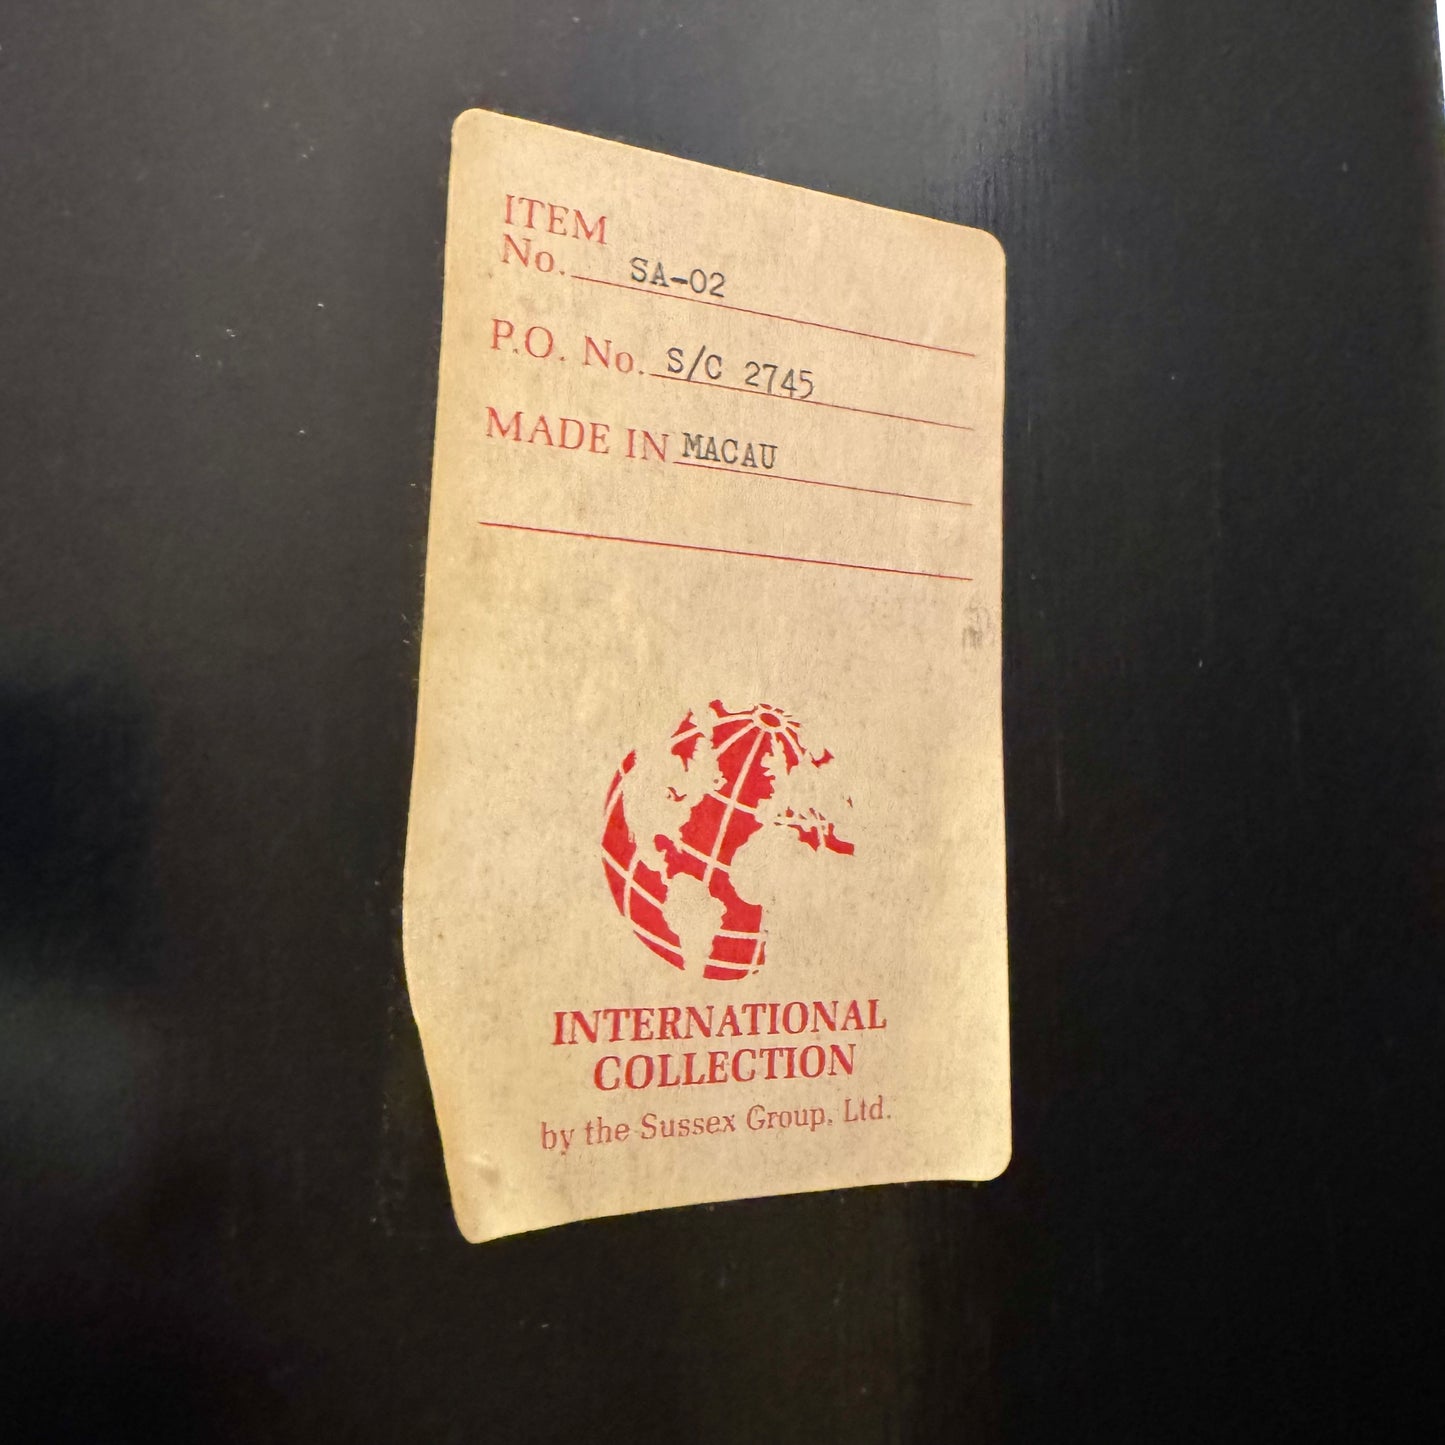 ITEM
No. SA-02
P.O. No. S/C 2745
MADE IN MACAU
INTERNATIONAL
COLLECTION
by the Sussex Group, Ltd.